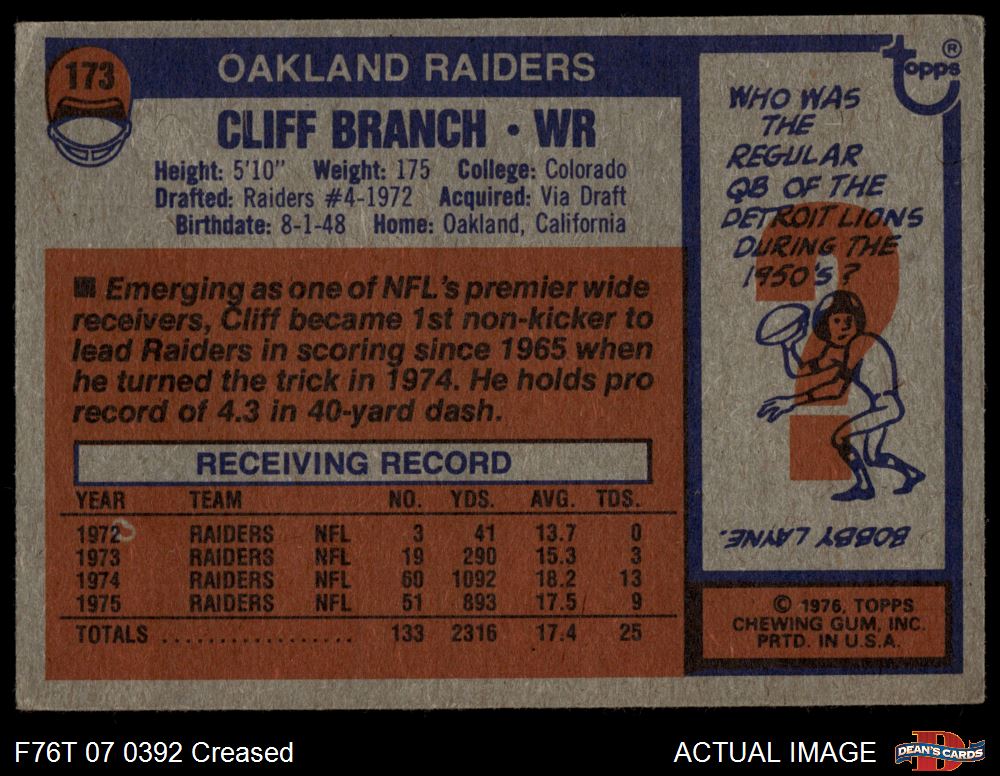 173
OAKLAND RAIDERS
CLIFF BRANCH • WR
Height: 5'10" Weight: 175 College: Colorado
Drafted: Raiders #4-1972 Acquired: Via Draft
Birthdate: 8-1-48 Home: Oakland, California
■ Emerging as one of NFL's premier wide
receivers, Cliff became 1st non-kicker to
lead Raiders in scoring since 1965 when
he turned the trick in 1974. He holds pro
record of 4.3 in 40-yard dash.
RECEIVING RECORD
YEAR TEAM NO. YDS. AVG. TDS.
1972 RAIDERS NFL 3 41 13.7 0
1973 RAIDERS NFL 19 290 15.3 3
1974 RAIDERS NFL 60 1092 18.2 13
1975 RAIDERS NFL 51 893 17.5 9
TOTALS .................. 133 2316 17.4 25
topps ®
WHO WAS
THE
REGULAR
QB OF THE
DETROIT LIONS
DURING THE
1950'S?
?
BOBBY LAYNE.
© 1976, TOPPS
CHEWING GUM, INC.
PRTD. IN U.S.A.
F76T 07 0392 Creased
ACTUAL IMAGE
D
DEAN'S CARDS